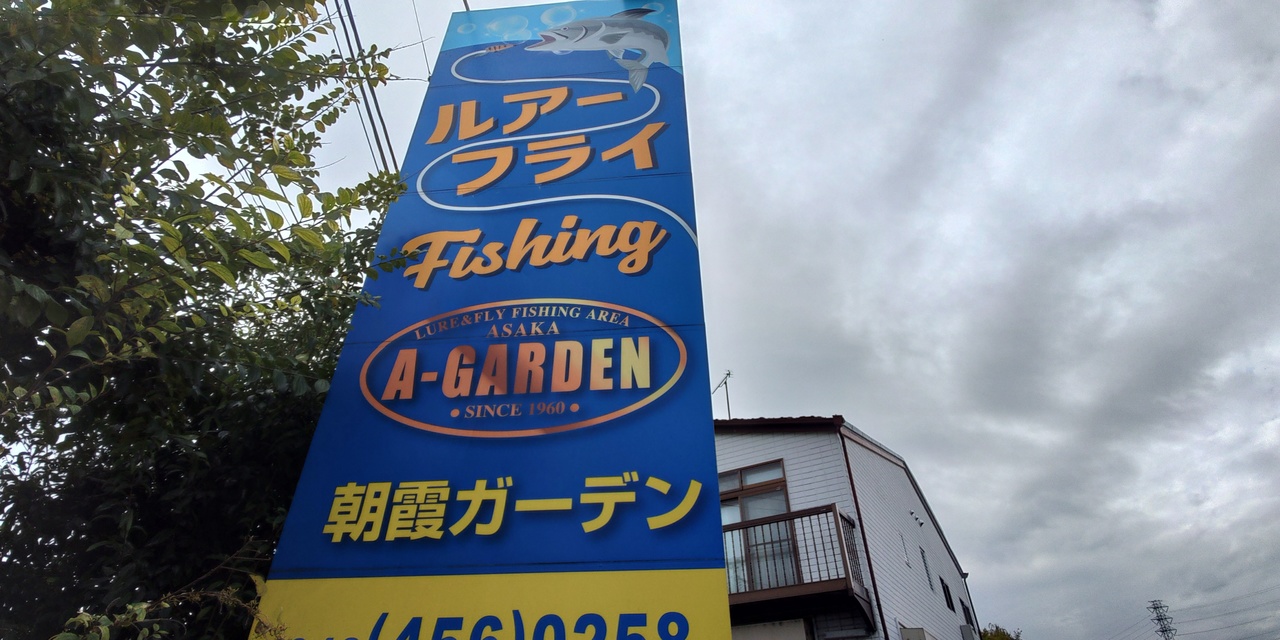 ルアー
フライ
Fishing
LURE&FLY FISHING AREA
ASAKA
A-GARDEN
• SINCE 1960 •
朝霞ガーデン
(456)0258